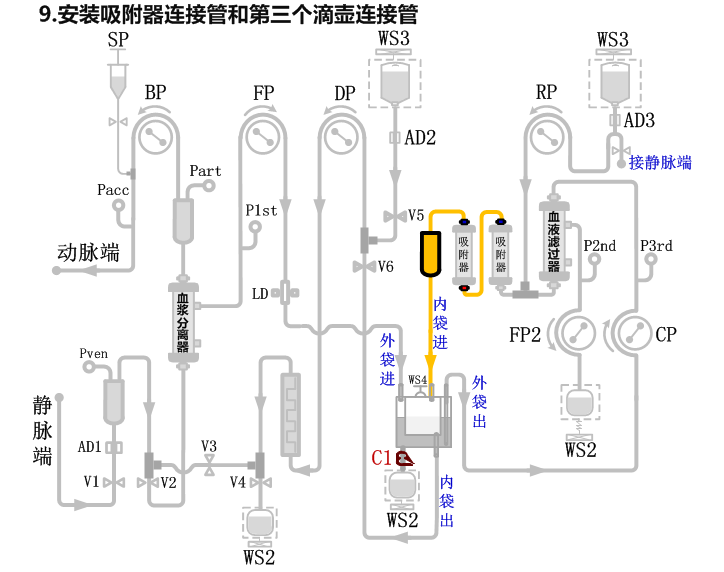 9.安装吸附器连接管和第三个滴壶连接管
SP
WS3
WS3
BP
FP
DP
RP
AD2
AD3
接静脉端
Part
Pacc
P1st
V5
吸附器
吸附器
血液滤过器
P2nd
P3rd
动脉端
V6
LD
血浆分离器
内袋进
外袋进
FP2
CP
Pven
WS4
外袋出
静脉端
AD1
V3
C1
WS2
V1
V2
V4
内袋出
WS2
WS2